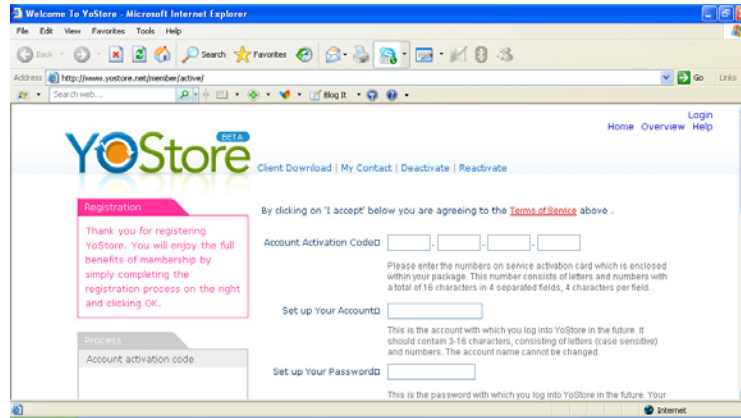 Welcome To YoStore - Microsoft Internet Explorer
File Edit View Favorites Tools Help
Back Search Favorites
Address http://www.yostore.net/member/active/ Go Links
Search web... Blog It
Login
Home Overview Help
YOStore BETA
Client Download | My Contact | Deactivate | Reactivate
Registration
Thank you for registering
YoStore. You will enjoy the full
benefits of membership by
simply completing the
registration process on the right
and clicking OK.
Process
Account activation code
By clicking on 'I accept' below you are agreeing to the Terms of Service above .
Account Activation Code
Please enter the numbers on service activation card which is enclosed
within your package. This number consists of letters and numbers with
a total of 16 characters in 4 separated fields, 4 characters per field.
Set up Your Account
This is the account with which you log into YoStore in the future. It
should contain 3-16 characters, consisting of letters (case sensitive)
and numbers. The account name cannot be changed.
Set up Your Password
This is the password with which you log into YoStore in the future. Your
Internet